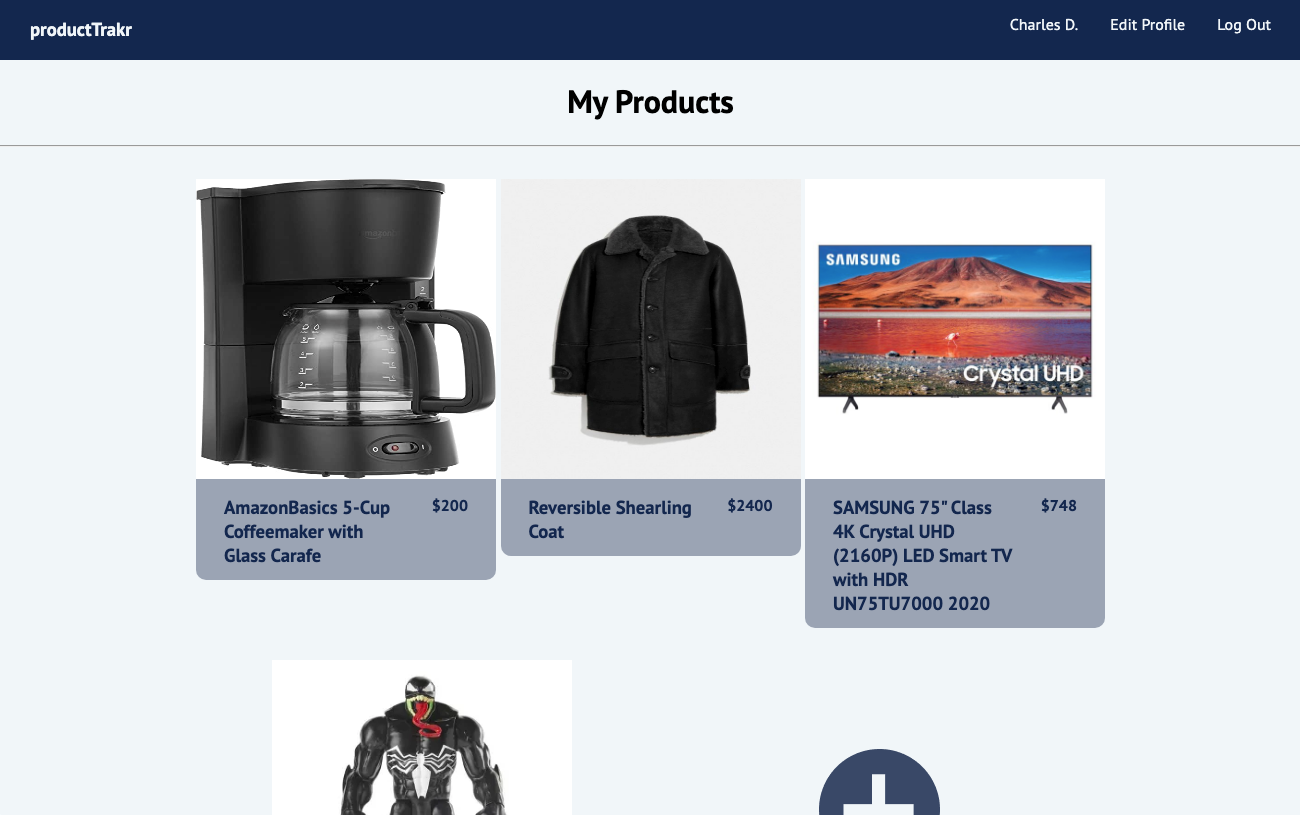 productTrakr
Charles D.
Edit Profile
Log Out
My Products
SAMSUNG
Crystal UHD
AmazonBasics 5-Cup
Coffeemaker with
Glass Carafe
$200
Reversible Shearling
Coat
$2400
SAMSUNG 75" Class
4K Crystal UHD
(2160P) LED Smart TV
with HDR
UN75TU7000 2020
$748